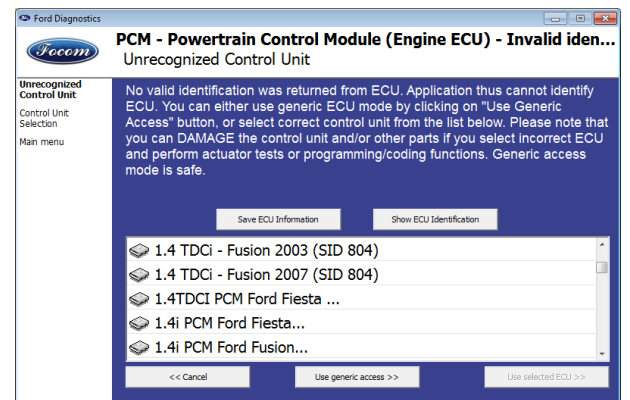 Ford Diagnostics
Focom
PCM - Powertrain Control Module (Engine ECU) - Invalid iden...
Unrecognized Control Unit
Unrecognized
Control Unit
Control Unit
Selection
Main menu
No valid identification was returned from ECU. Application thus cannot identify
ECU. You can either use generic ECU mode by clicking on "Use Generic
Access" button, or select correct control unit from the list below. Please note that
you can DAMAGE the control unit and/or other parts if you select incorrect ECU
and perform actuator tests or programming/coding functions. Generic access
mode is safe.
Save ECU Information
Show ECU Identification
1.4 TDCi - Fusion 2003 (SID 804)
1.4 TDCi - Fusion 2007 (SID 804)
1.4TDCI PCM Ford Fiesta ...
1.4i PCM Ford Fiesta...
1.4i PCM Ford Fusion...
<< Cancel
Use generic access >>
Use selected ECU >>